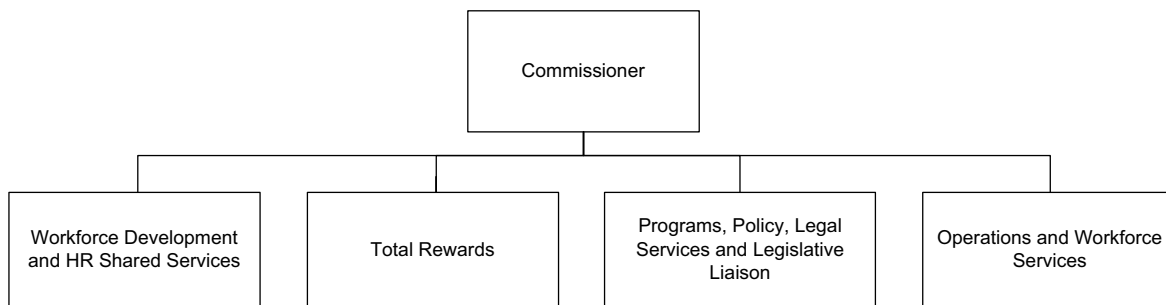 Commissioner
Workforce Development
and HR Shared Services
Total Rewards
Programs, Policy, Legal
Services and Legislative
Liaison
Operations and Workforce
Services